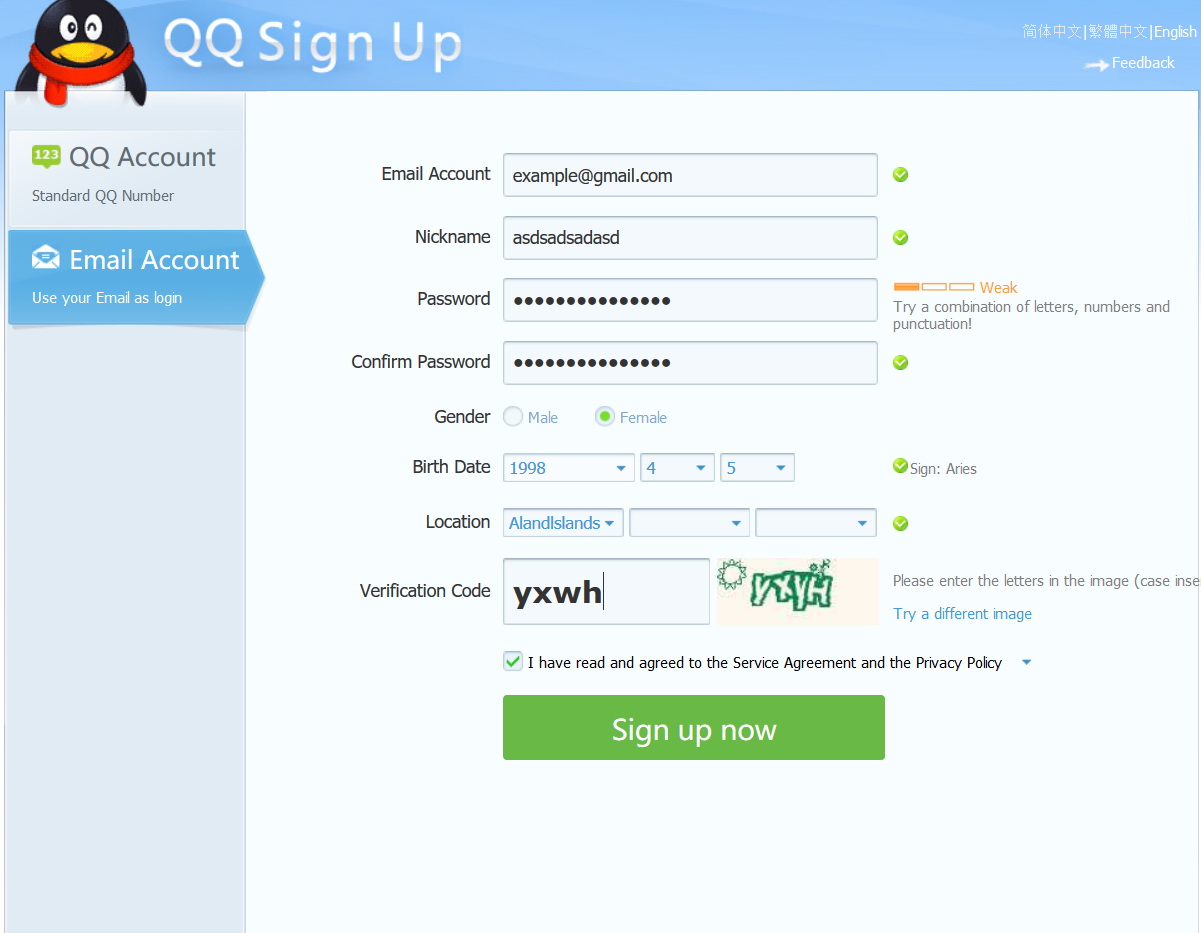 QQ Sign Up
简体中文|繁體中文|English
Feedback
123 QQ Account
Standard QQ Number
Email Account
Use your Email as login
Email Account example@gmail.com
Nickname asdsadsadasd
Password ●●●●●●●●●●●●●●● Weak
Try a combination of letters, numbers and
punctuation!
Confirm Password ●●●●●●●●●●●●●●●
Gender Male Female
Birth Date 1998 4 5 Sign: Aries
Location AlandIslands
Verification Code yxwh Please enter the letters in the image (case inse
Try a different image
I have read and agreed to the Service Agreement and the Privacy Policy
Sign up now